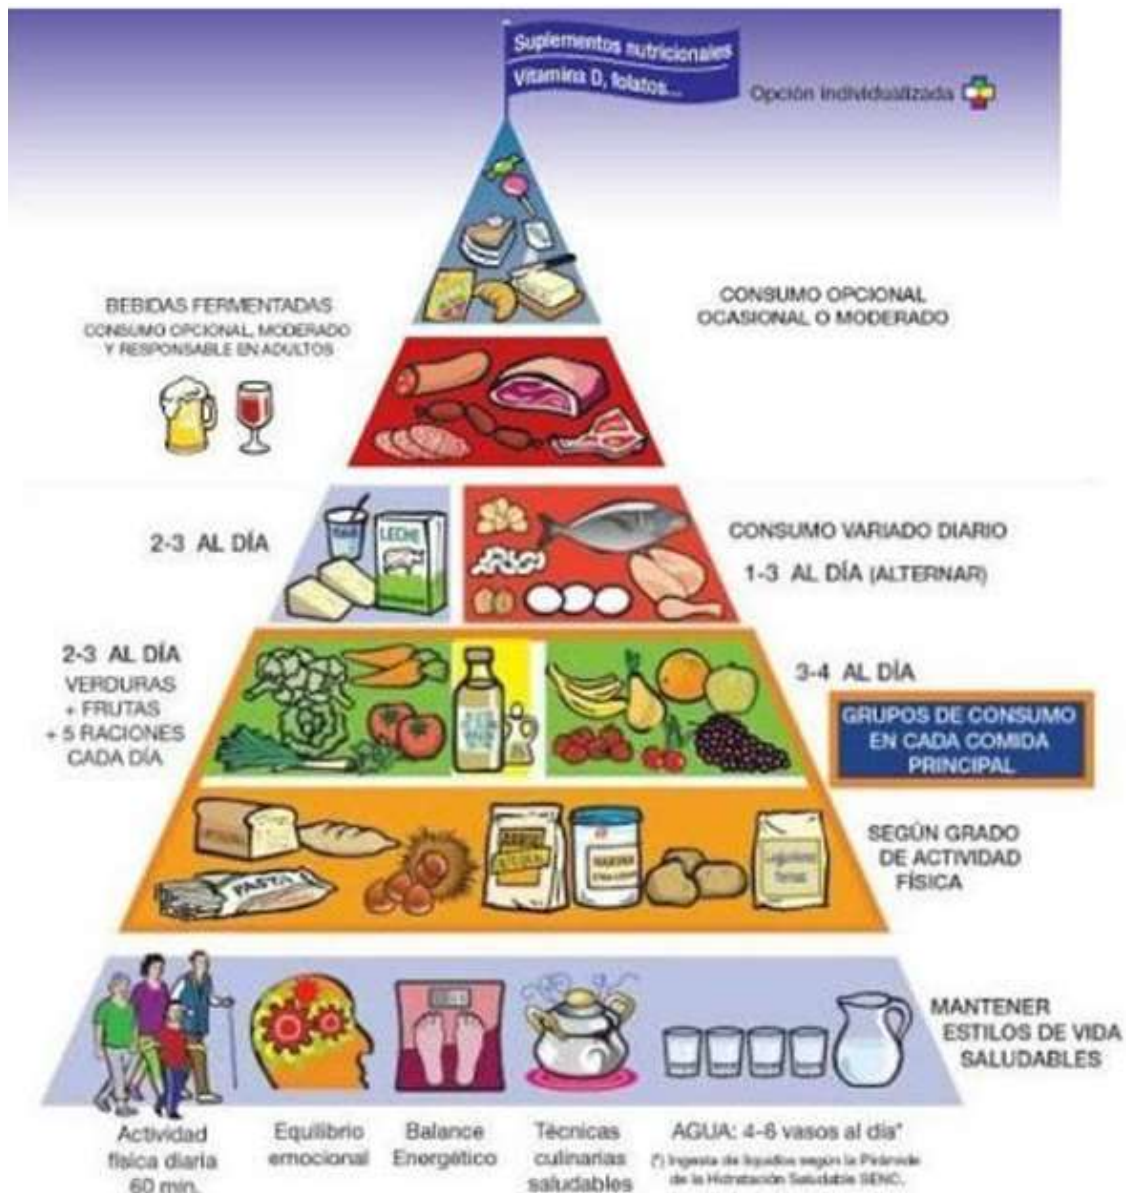 Suplementos nutricionales
Vitamina D, folatos...
Opción individualizada
BEBIDAS FERMENTADAS
CONSUMO OPCIONAL, MODERADO
Y RESPONSABLE EN ADULTOS
CONSUMO OPCIONAL
OCASIONAL O MODERADO
2-3 AL DÍA
LECHE
CONSUMO VARIADO DIARIO
1-3 AL DÍA (ALTERNAR)
2-3 AL DÍA
VERDURAS
+ FRUTAS
+ 5 RACIONES
CADA DÍA
3-4 AL DÍA
GRUPOS DE CONSUMO
EN CADA COMIDA
PRINCIPAL
PASTA
HARINA
SEGÚN GRADO
DE ACTIVIDAD
FÍSICA
MANTENER
ESTILOS DE VIDA
SALUDABLES
Actividad
física diaria
60 min.
Equilibrio
emocional
Balance
Energético
Técnicas
culinarias
saludables
AGUA: 4-6 vasos al día*
(*) Ingesta de líquidos según la Pirámide
de la Hidratación Saludable SENC.